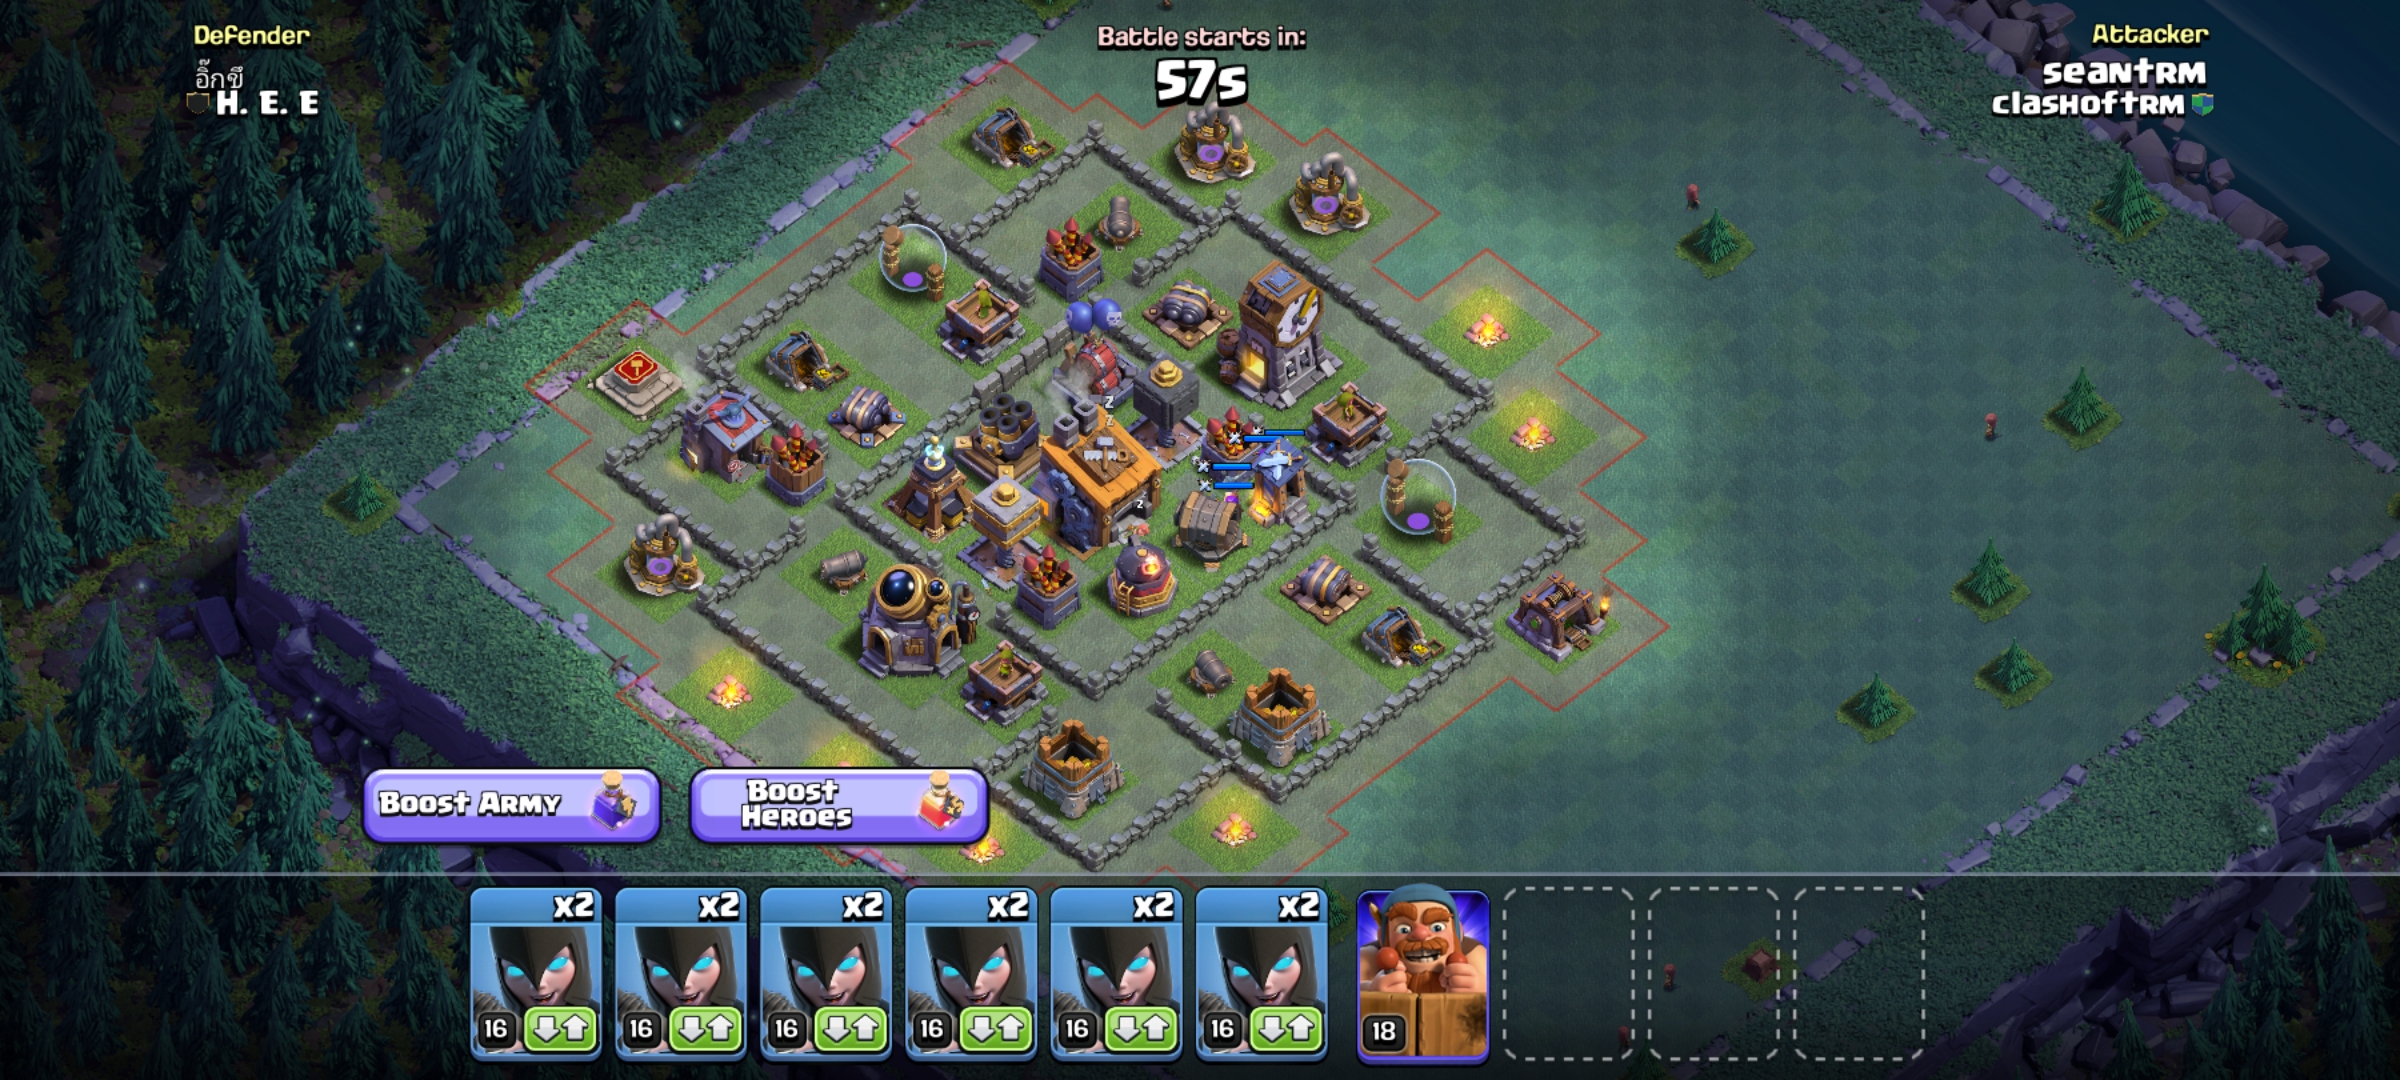 Defender
อิ๊กขึ
H. E. E
Battle starts in:
57s
Attacker
seantRM
clashoftRM
Boost Army
Boost
Heroes
x2
x2
x2
x2
x2
x2
16
16
16
16
16
16
18